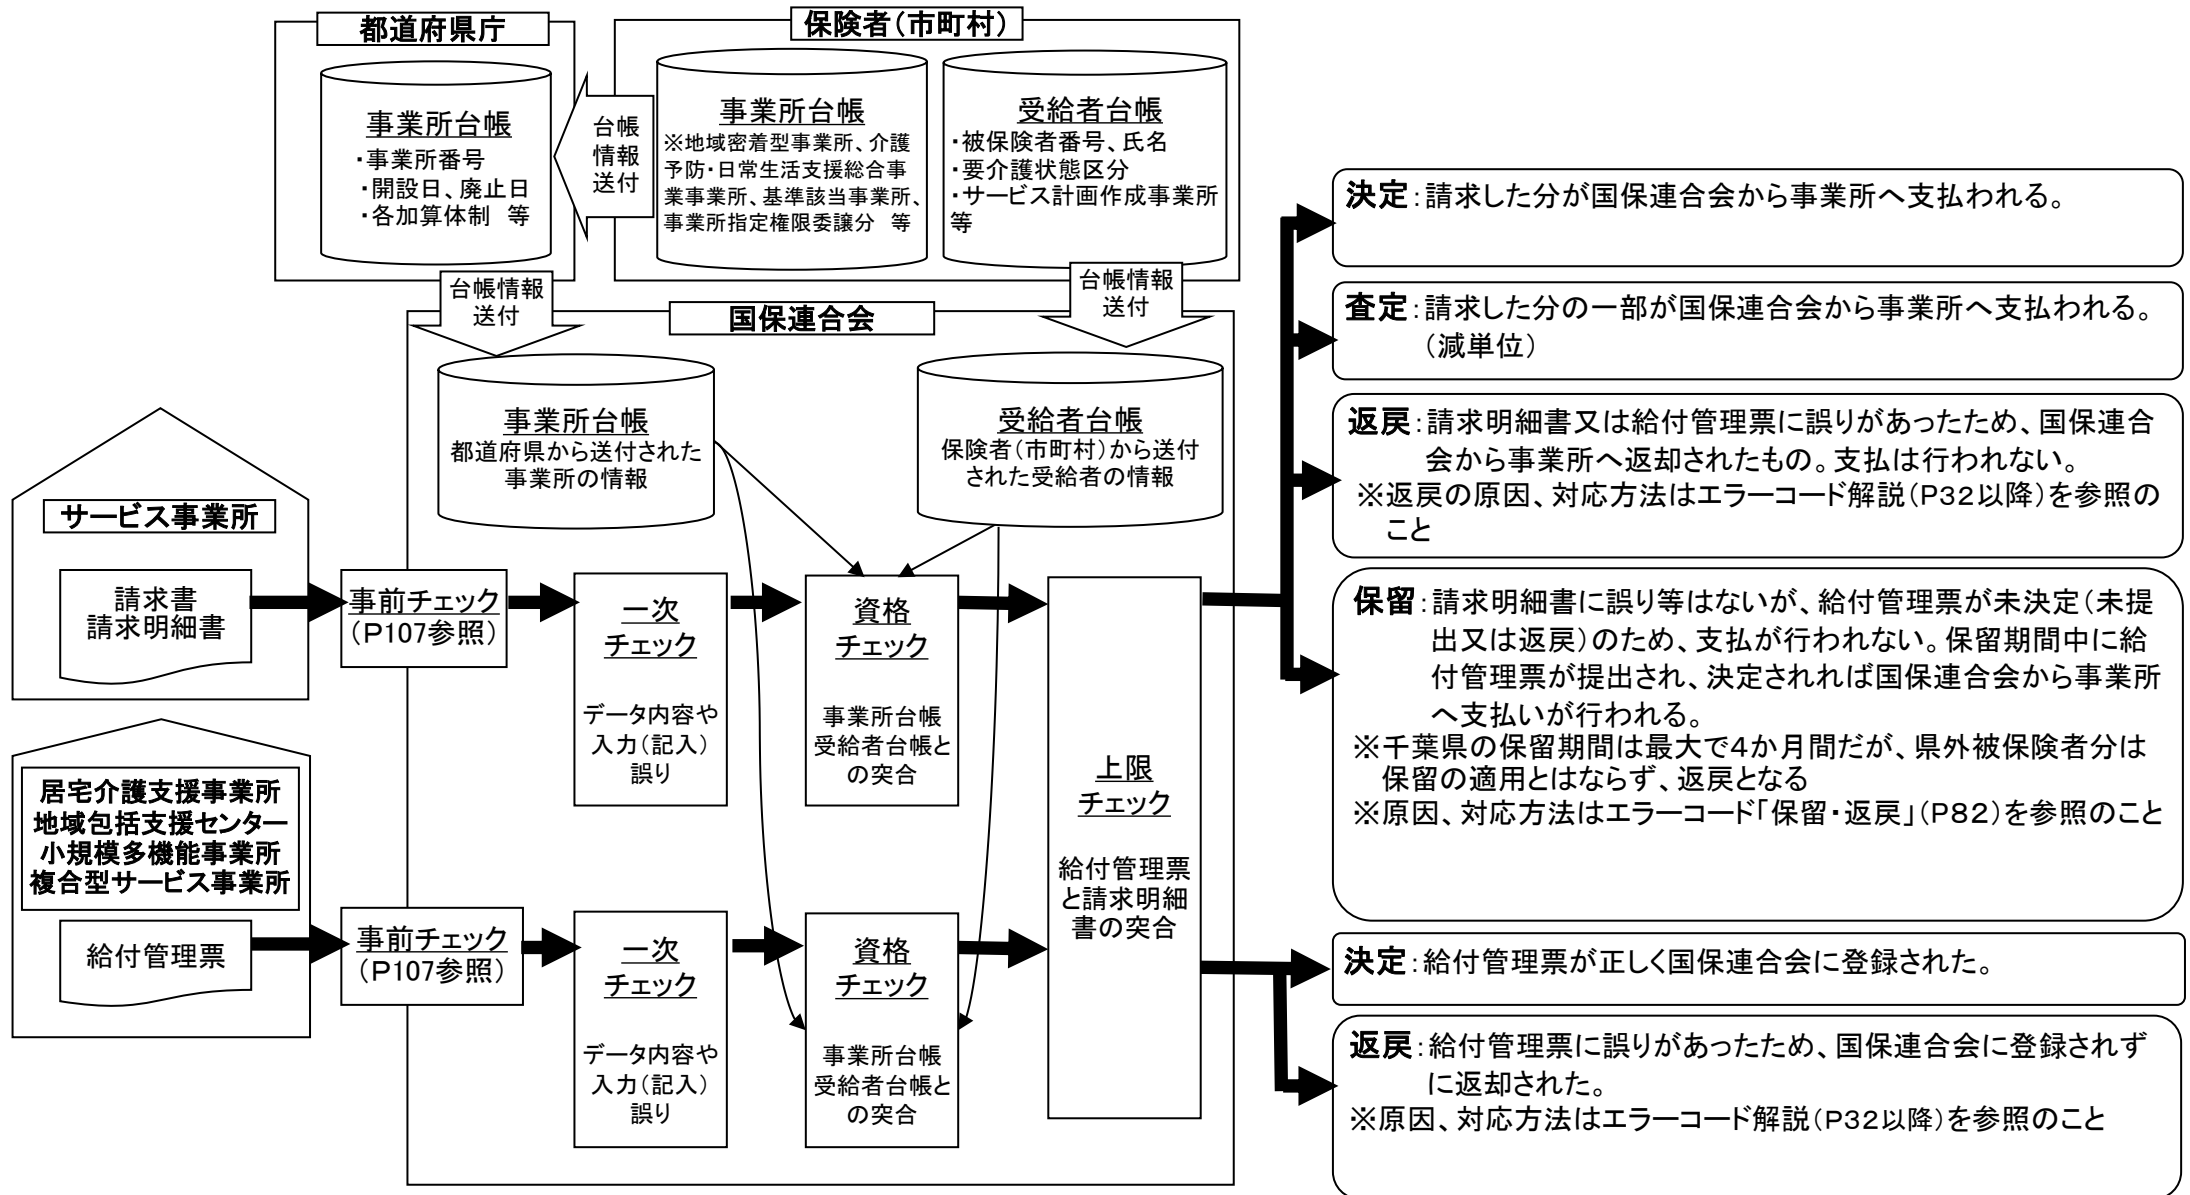 都道府県庁
事業所台帳
・事業所番号
・開設日、廃止日
・各加算体制　等
台帳
情報
送付
保険者（市町村）
事業所台帳
※地域密着型事業所、介護
予防・日常生活支援総合事
業事業所、基準該当事業所、
事業所指定権限委譲分　等
受給者台帳
・被保険者番号、氏名
・要介護状態区分
・サービス計画作成事業所
等
台帳情報
送付
台帳情報
送付
国保連合会
事業所台帳
都道府県から送付された
事業所の情報
受給者台帳
保険者（市町村）から送付
された受給者の情報
サービス事業所
請求書
請求明細書
事前チェック
（P107参照）
一次
チェック
データ内容や
入力（記入）
誤り
資格
チェック
事業所台帳
受給者台帳と
の突合
居宅介護支援事業所
地域包括支援センター
小規模多機能事業所
複合型サービス事業所
給付管理票
事前チェック
（P107参照）
一次
チェック
データ内容や
入力（記入）
誤り
資格
チェック
事業所台帳
受給者台帳と
の突合
上限
チェック
給付管理票
と請求明細
書の突合
決定：請求した分が国保連合会から事業所へ支払われる。
査定：請求した分の一部が国保連合会から事業所へ支払われる。
（減単位）
返戻：請求明細書又は給付管理票に誤りがあったため、国保連合
会から事業所へ返却されたもの。支払は行われない。
※返戻の原因、対応方法はエラーコード解説（P32以降）を参照の
こと
保留：請求明細書に誤り等はないが、給付管理票が未決定（未提
出又は返戻）のため、支払が行われない。保留期間中に給
付管理票が提出され、決定されれば国保連合会から事業所
へ支払いが行われる。
※千葉県の保留期間は最大で４か月間だが、県外被保険者分は
保留の適用とはならず、返戻となる
※原因、対応方法はエラーコード「保留・返戻」（P82）を参照のこと
決定：給付管理票が正しく国保連合会に登録された。
返戻：給付管理票に誤りがあったため、国保連合会に登録されず
に返却された。
※原因、対応方法はエラーコード解説（P32以降）を参照のこと